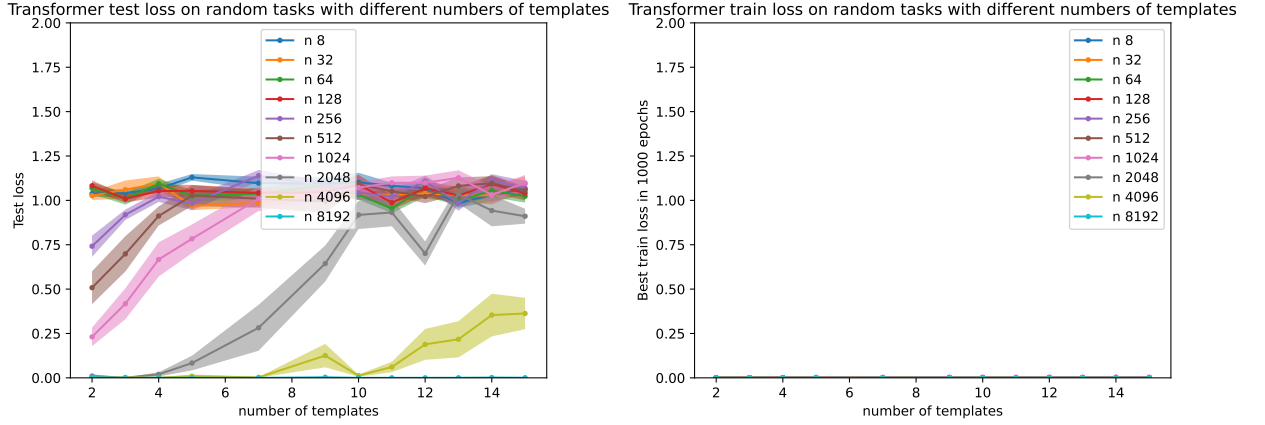 Transformer test loss on random tasks with different numbers of templates
2.00
1.75
1.50
1.25
1.00
0.75
0.50
0.25
0.00
Test loss
2
4
6
8
10
12
14
number of templates
n 8
n 32
n 64
n 128
n 256
n 512
n 1024
n 2048
n 4096
n 8192
Transformer train loss on random tasks with different numbers of templates
2.00
1.75
1.50
1.25
1.00
0.75
0.50
0.25
0.00
Best train loss in 1000 epochs
2
4
6
8
10
12
14
number of templates
n 8
n 32
n 64
n 128
n 256
n 512
n 1024
n 2048
n 4096
n 8192